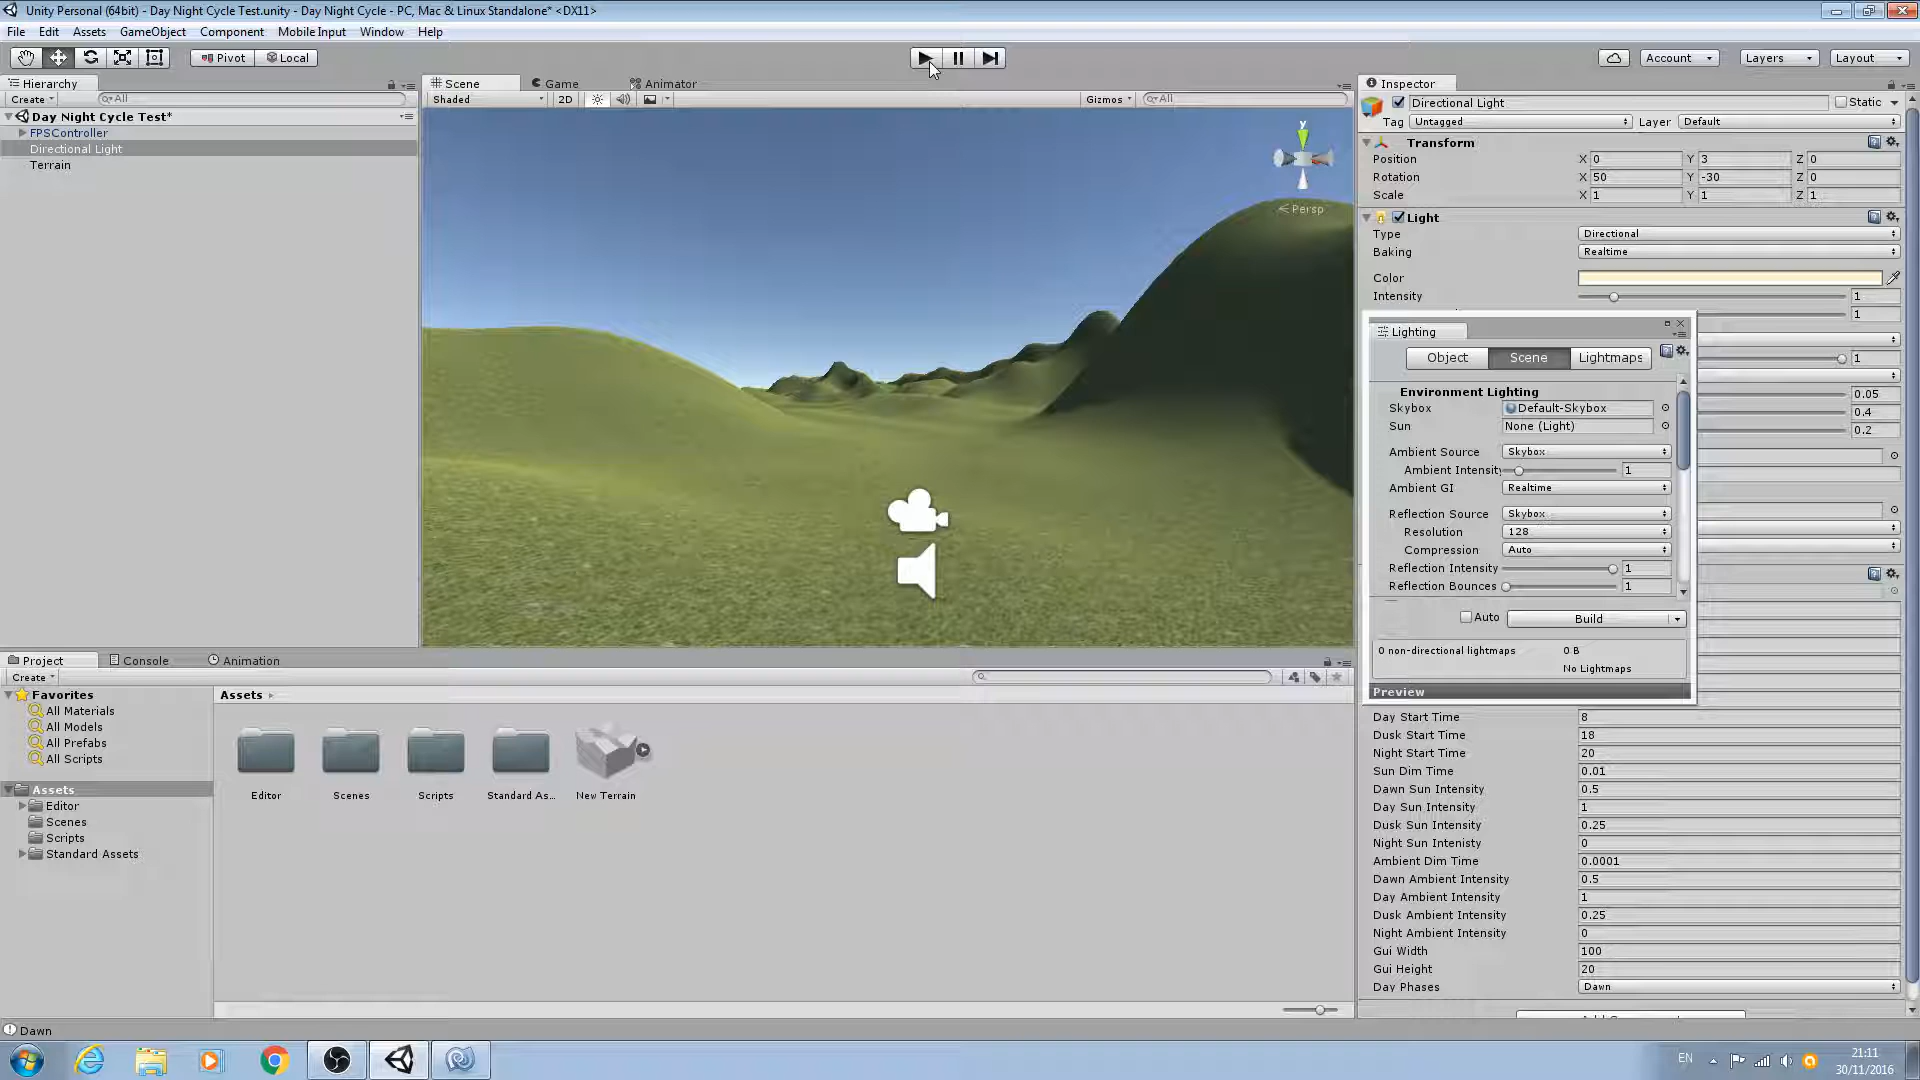 Unity Personal (64bit) - Day Night Cycle Test.unity - Day Night Cycle - PC, Mac & Linux Standalone* <DX11>
File Edit Assets GameObject Component Mobile Input Window Help
Pivot Local Account Layers Layout
Hierarchy
Create All
Day Night Cycle Test*
FPSController
Directional Light
Terrain
Scene Game Animator
Shaded 2D Gizmos All
y
Persp
Inspector
Directional Light Static
Tag Untagged Layer Default
Transform
Position X 0 Y 3 Z 0
Rotation X 50 Y -30 Z 0
Scale X 1 Y 1 Z 1
Light
Type Directional
Baking Realtime
Color
Intensity 1
1
1
0.05
0.4
0.2
Lighting
Object Scene Lightmaps
Environment Lighting
Skybox Default-Skybox
Sun None (Light)
Ambient Source Skybox
Ambient Intensity 1
Ambient GI Realtime
Reflection Source Skybox
Resolution 128
Compression Auto
Reflection Intensity 1
Reflection Bounces 1
Auto Build
0 non-directional lightmaps 0 B
No Lightmaps
Preview
Day Start Time 8
Dusk Start Time 18
Night Start Time 20
Sun Dim Time 0.01
Dawn Sun Intensity 0.5
Day Sun Intensity 1
Dusk Sun Intensity 0.25
Night Sun Intenisty 0
Ambient Dim Time 0.0001
Dawn Ambient Intensity 0.5
Day Ambient Intensity 1
Dusk Ambient Intensity 0.25
Night Ambient Intensity 0
Gui Width 100
Gui Height 20
Day Phases Dawn
Project Console Animation
Create
Favorites
All Materials
All Models
All Prefabs
All Scripts
Assets
Editor
Scenes
Scripts
Standard Assets
Assets
Editor Scenes Scripts Standard As... New Terrain
Dawn
EN
21:11
30/11/2016